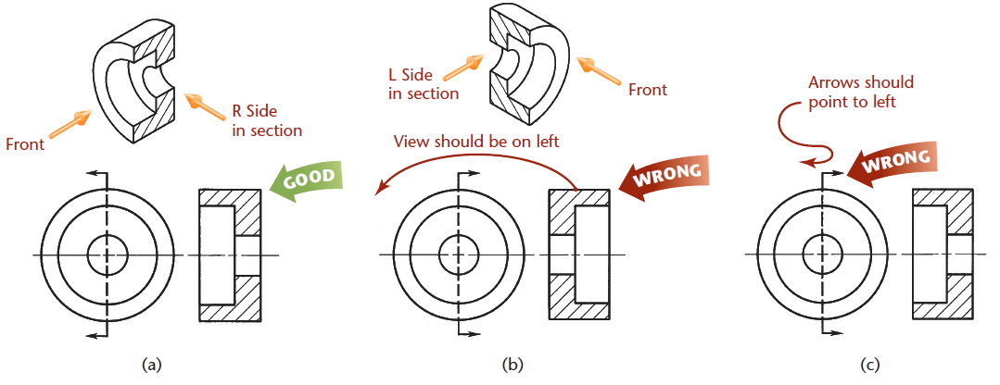 Front
R Side
in section
GOOD
(a)
L Side
in section
Front
View should be on left
WRONG
(b)
Arrows should
point to left
WRONG
(c)